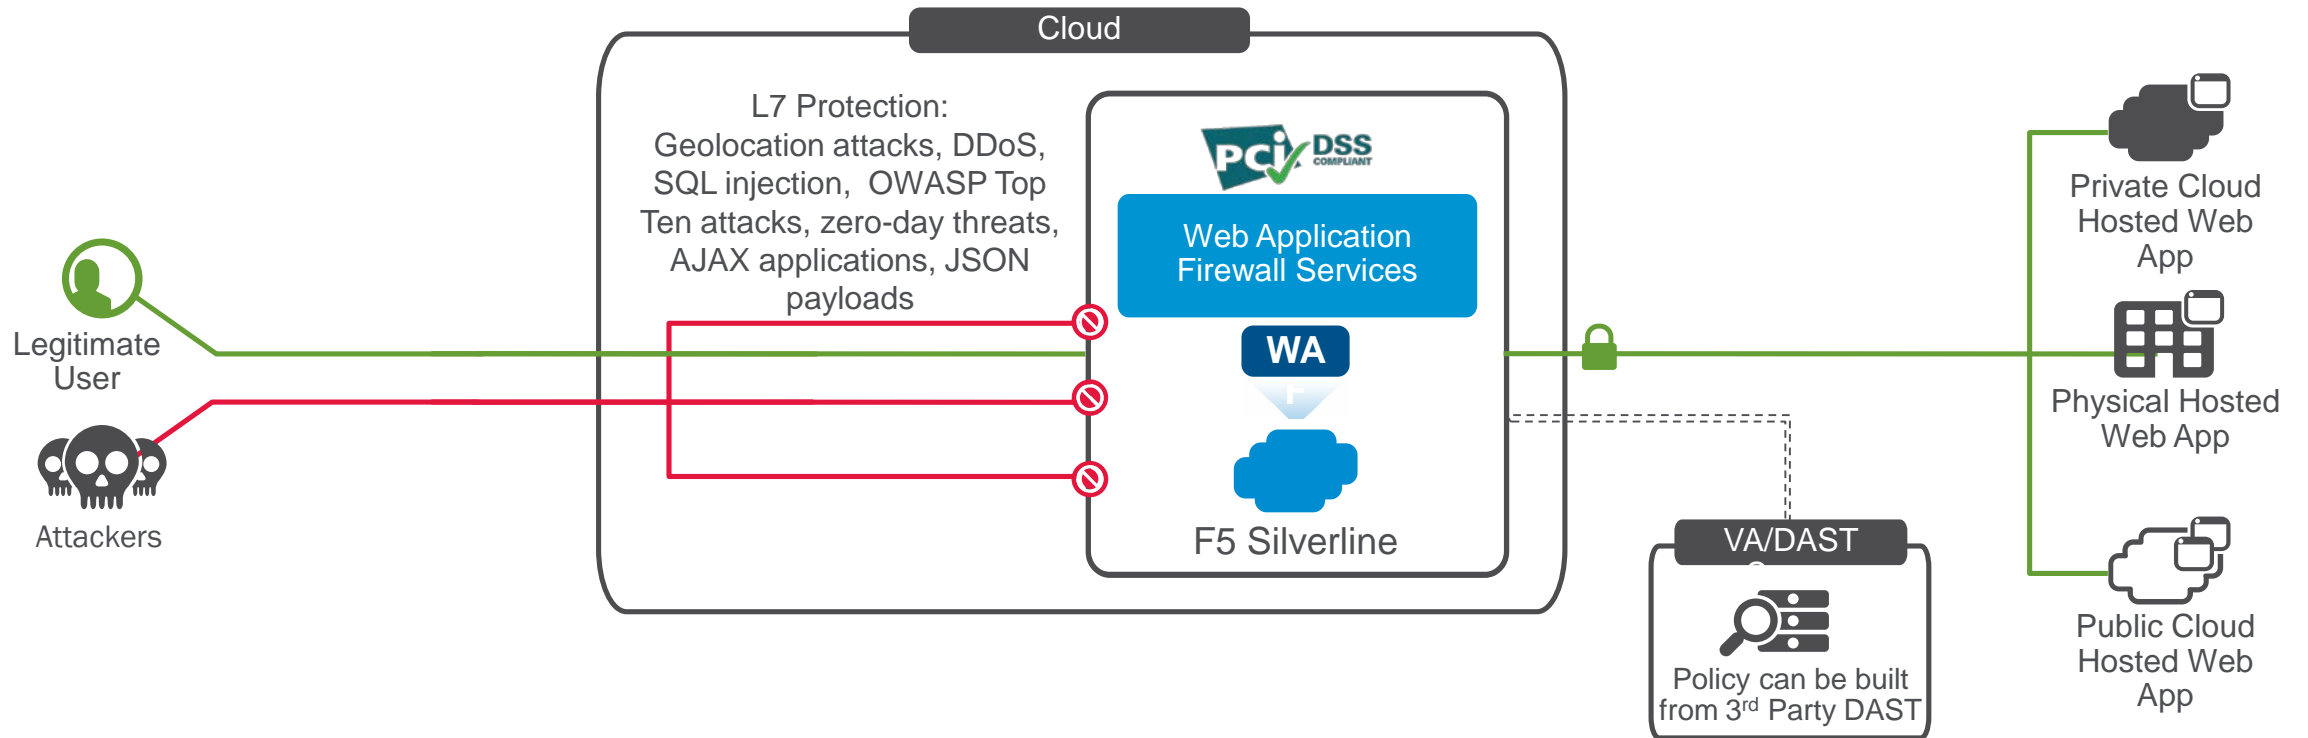 Cloud
L7 Protection:
Geolocation attacks, DDoS,
SQL injection, OWASP Top
Ten attacks, zero-day threats,
AJAX applications, JSON
payloads
PCi DSS
COMPLIANT
Web Application
Firewall Services
WA
F
F5 Silverline
Legitimate
User
Attackers
VA/DAST
Policy can be built
from 3rd Party DAST
Private Cloud
Hosted Web
App
Physical Hosted
Web App
Public Cloud
Hosted Web
App